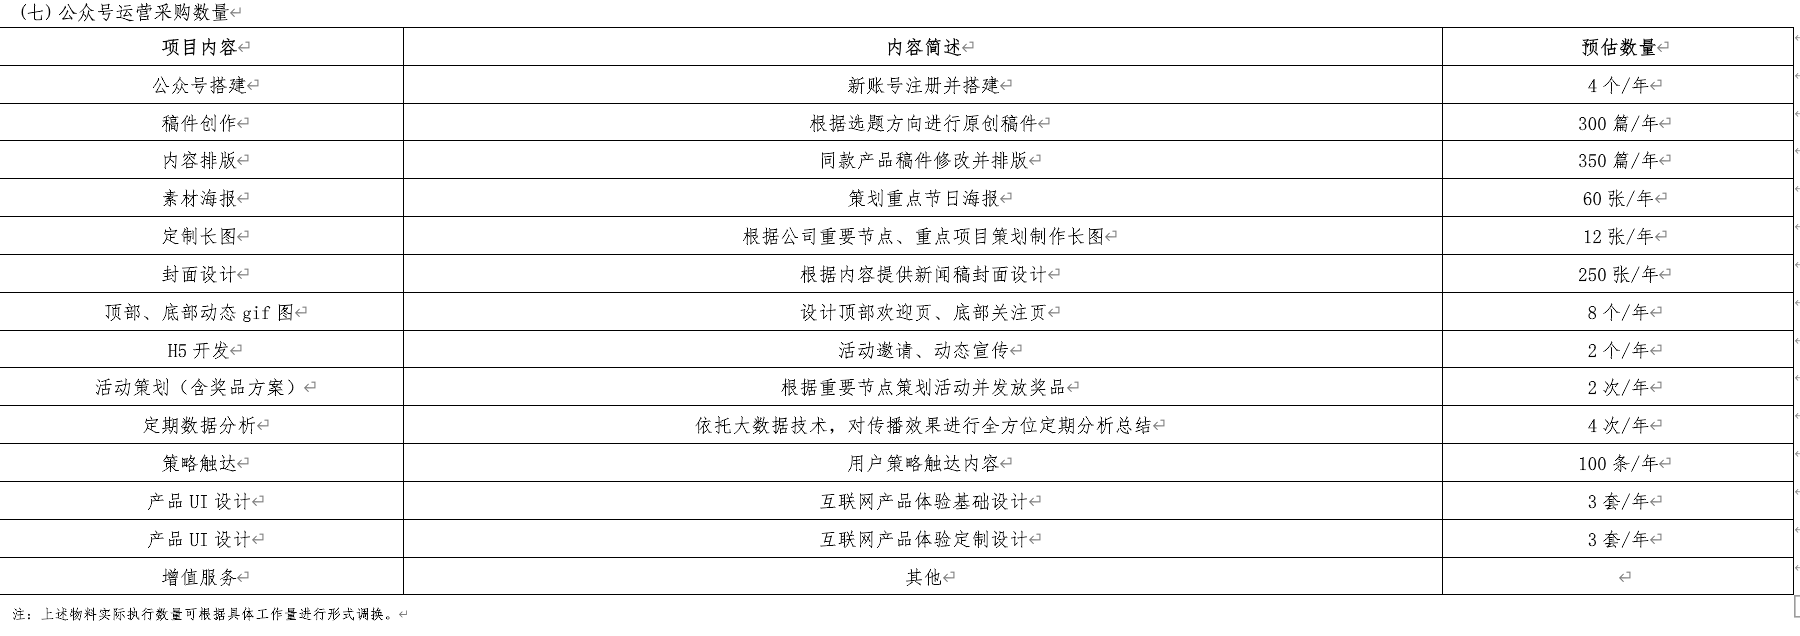 (七)公众号运营采购数量
项目内容 内容简述 预估数量
公众号搭建 新账号注册并搭建 4 个/年
稿件创作 根据选题方向进行原创稿件 300 篇/年
内容排版 同款产品稿件修改并排版 350 篇/年
素材海报 策划重点节日海报 60 张/年
定制长图 根据公司重要节点、重点项目策划制作长图 12 张/年
封面设计 根据内容提供新闻稿封面设计 250 张/年
顶部、底部动态 gif 图 设计顶部欢迎页、底部关注页 8 个/年
H5 开发 活动邀请、动态宣传 2 个/年
活动策划（含奖品方案） 根据重要节点策划活动并发放奖品 2 次/年
定期数据分析 依托大数据技术，对传播效果进行全方位定期分析总结 4 次/年
策略触达 用户策略触达内容 100 条/年
产品 UI 设计 互联网产品体验基础设计 3 套/年
产品 UI 设计 互联网产品体验定制设计 3 套/年
增值服务 其他
注：上述物料实际执行数量可根据具体工作量进行形式调换。